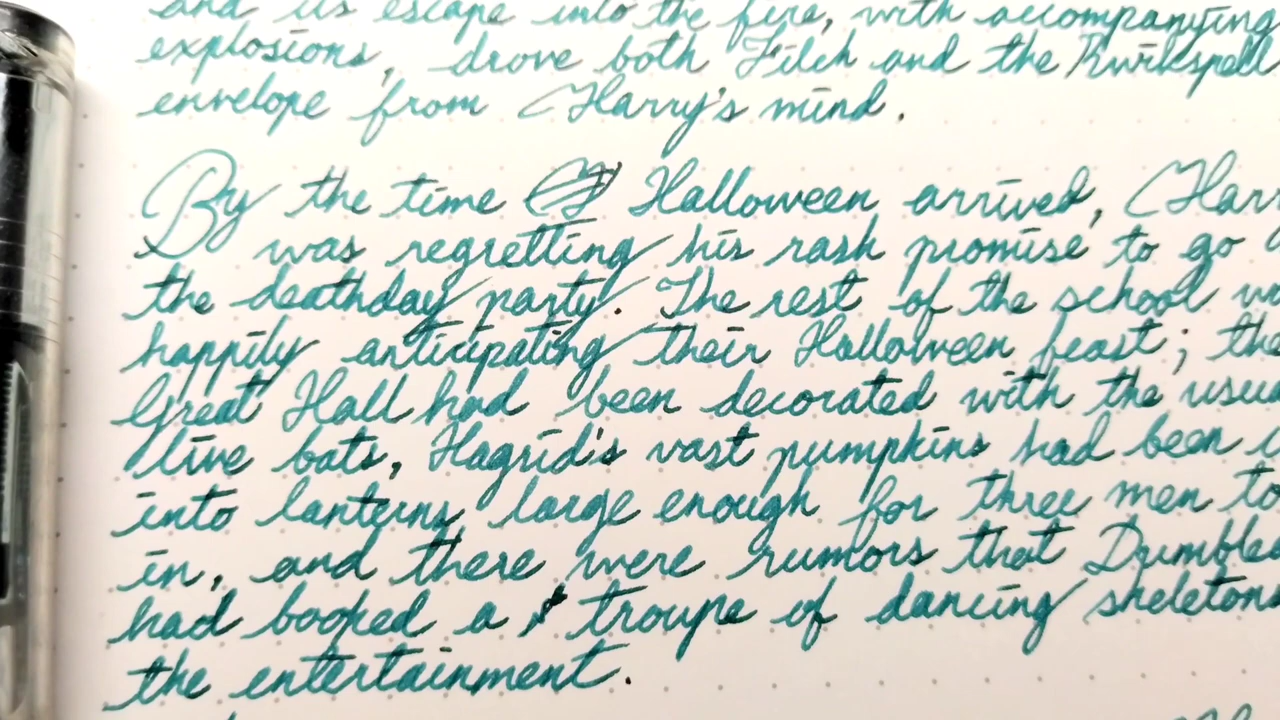 and its escape into the fire, with accompanying
explosions, drove both Filch and the Kwikspell
envelope from Harry's mind.
By the time Halloween arrived, Harr
was regretting his rash promise to go
the deathday party. The rest of the school
happily anticipating their Halloween feast; the
Great Hall had been decorated with the usua
live bats, Hagrid's vast pumpkins had been
into lanterns large enough for three men to
in, and there were rumors that Dumbled
had booked a troupe of dancing skeletons
the entertainment.